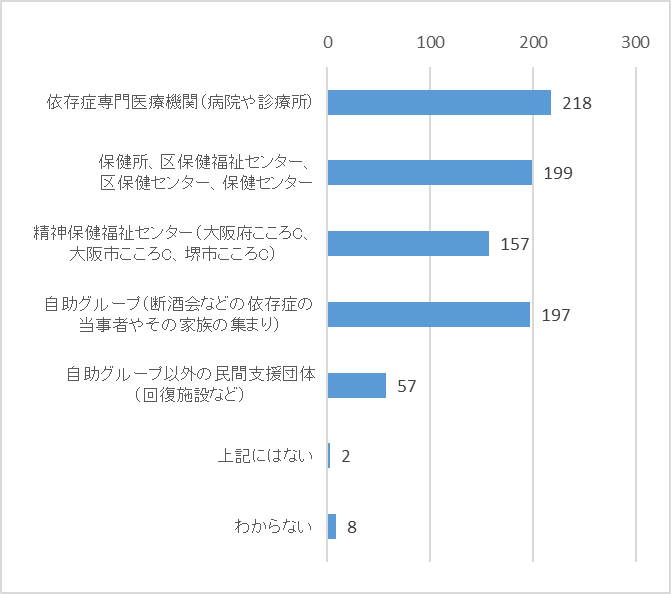 0 100 200 300
依存症専門医療機関（病院や診療所） 218
保健所、区保健福祉センター、
区保健センター、保健センター 199
精神保健福祉センター（大阪府こころC、
大阪市こころC、堺市こころC） 157
自助グループ（断酒会などの依存症の
当事者やその家族の集まり） 197
自助グループ以外の民間支援団体
（回復施設など） 57
上記にはない 2
わからない 8